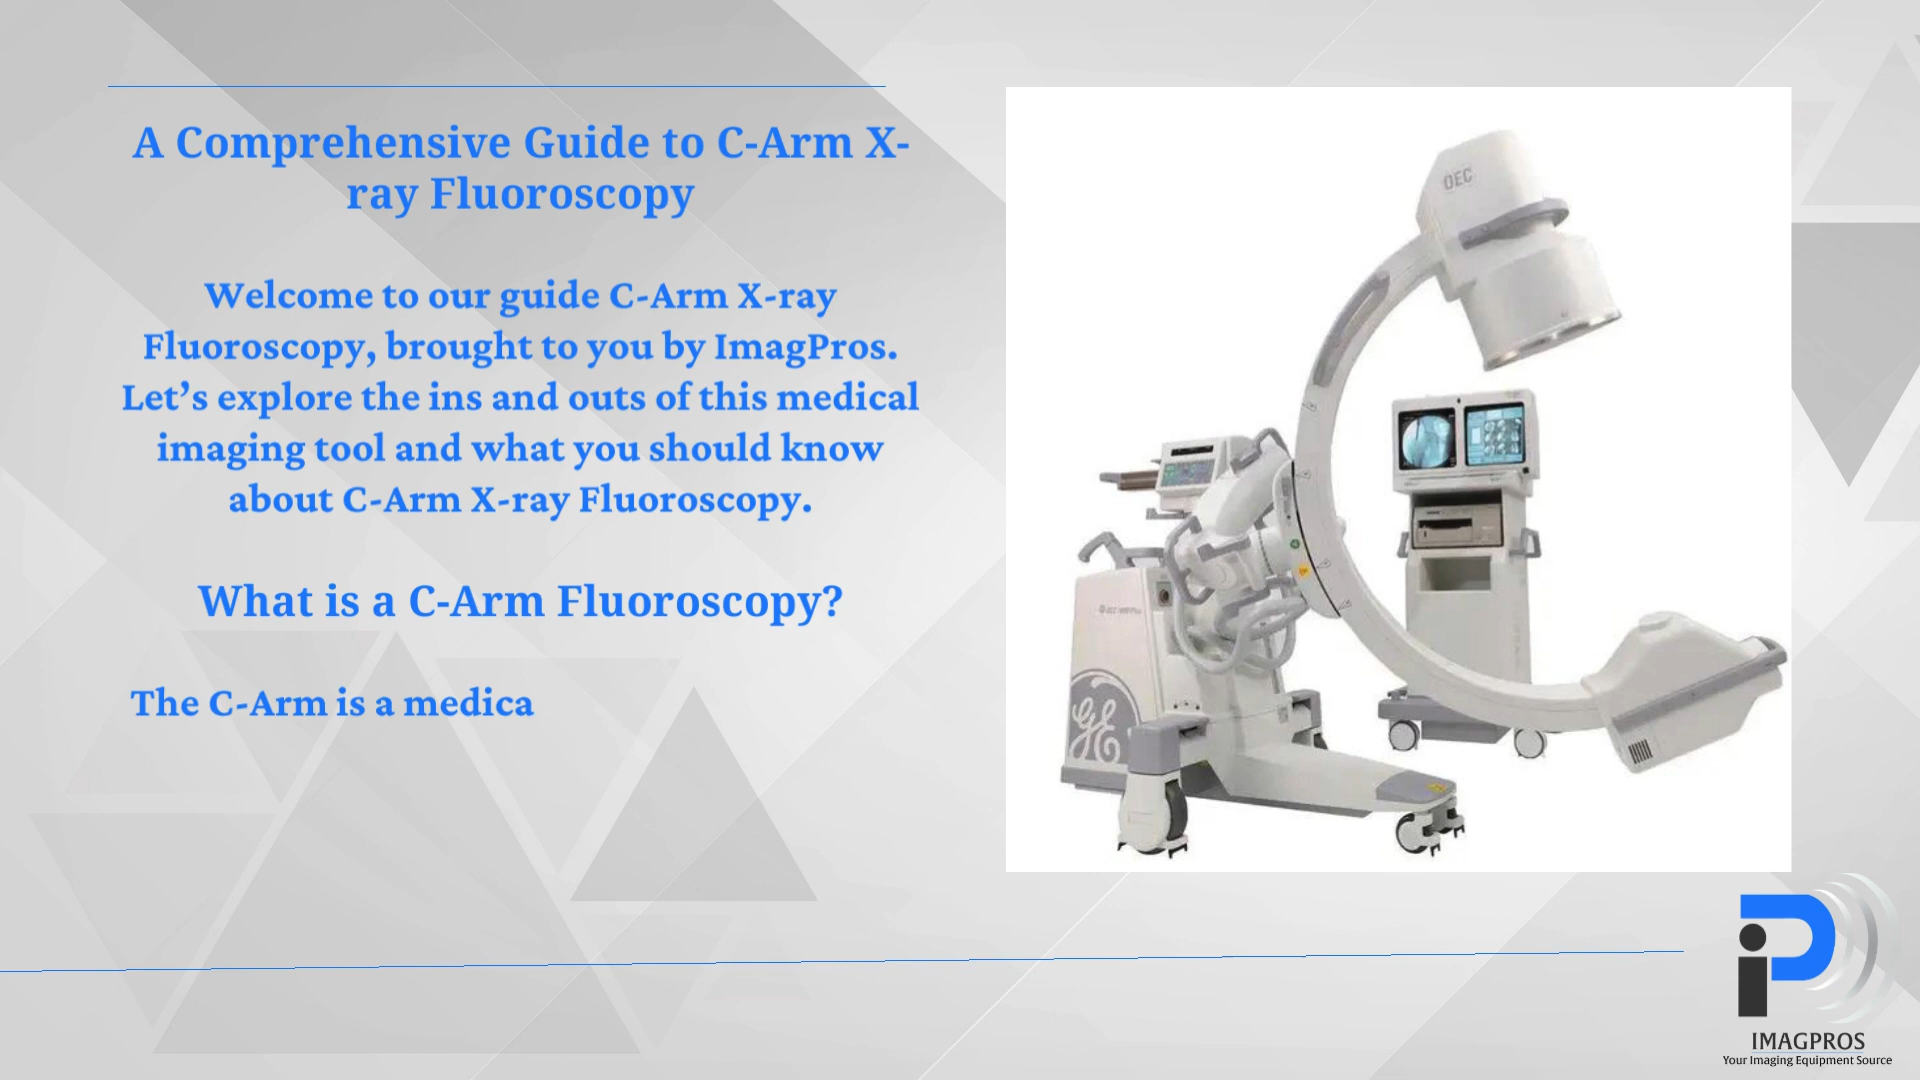 A Comprehensive Guide to C-Arm X-
ray Fluoroscopy
Welcome to our guide C-Arm X-ray
Fluoroscopy, brought to you by ImagPros.
Let’s explore the ins and outs of this medical
imaging tool and what you should know
about C-Arm X-ray Fluoroscopy.
What is a C-Arm Fluoroscopy?
The C-Arm is a medica
OEC
GE
IMAGPROS
Your Imaging Equipment Source